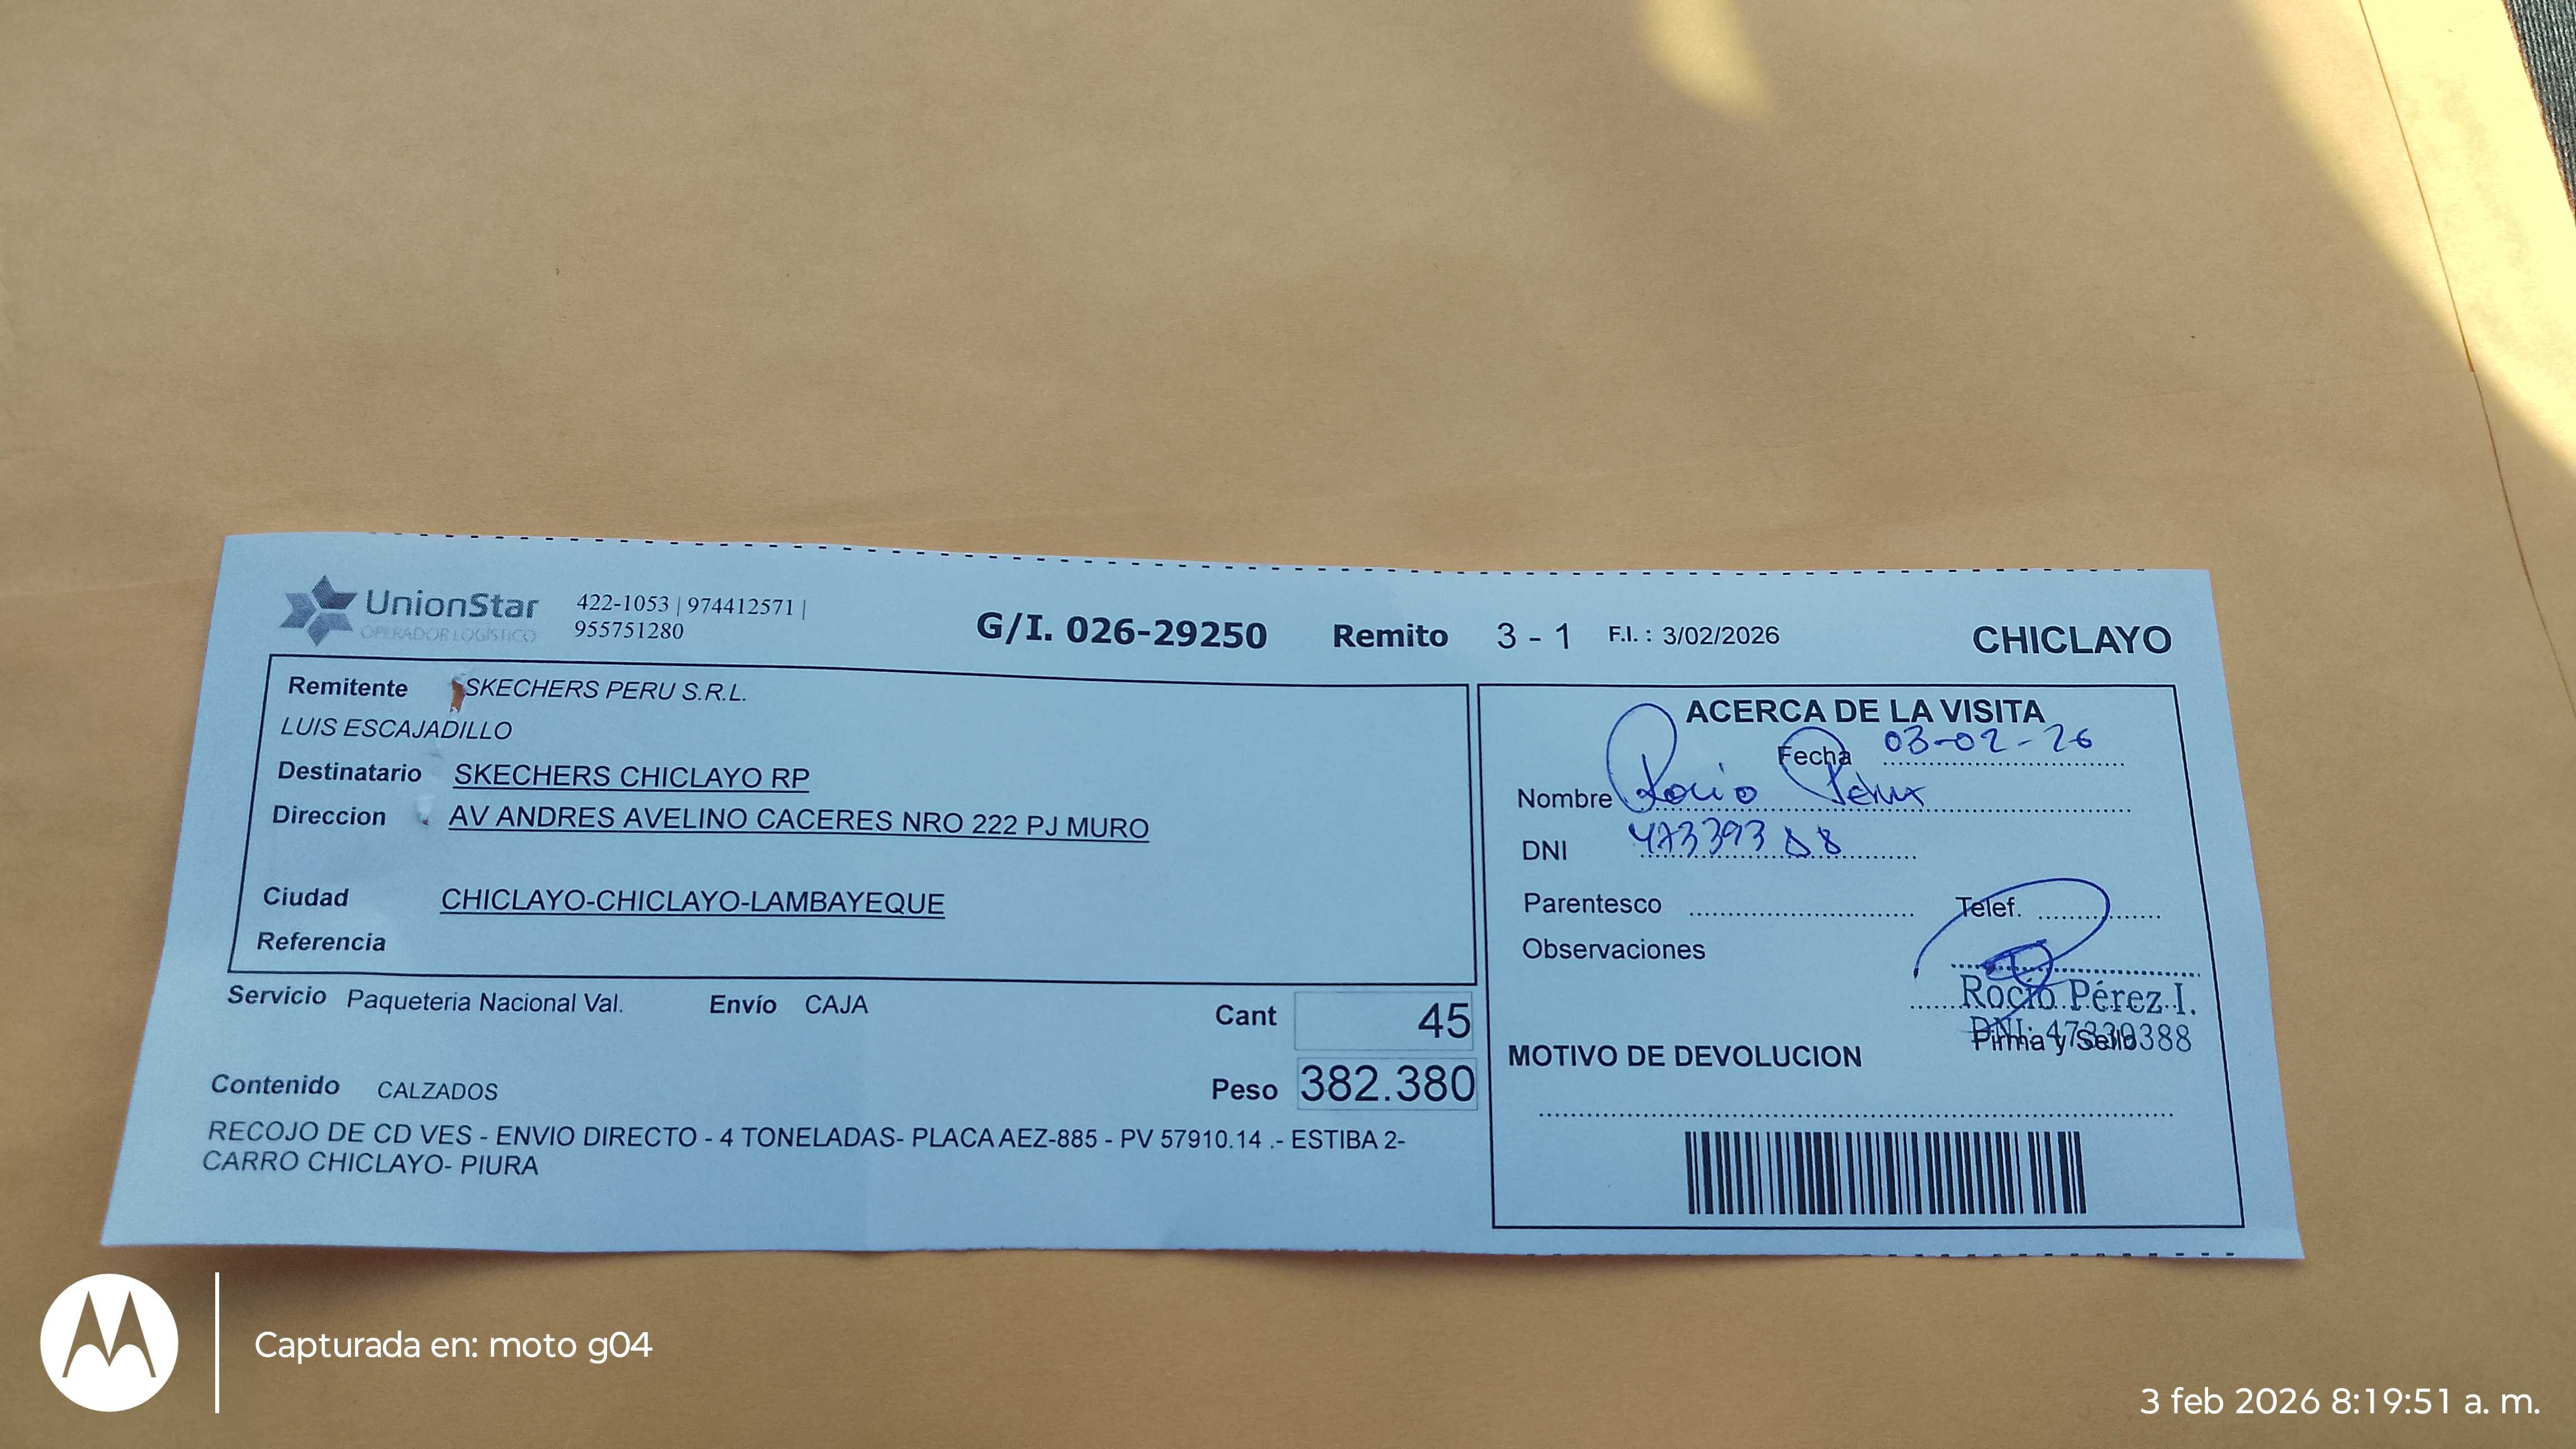 UnionStar
OPERADOR LOGÍSTICO
422-1053 | 974412571 |
955751280
G/I. 026-29250 Remito 3 - 1 F.I. : 3/02/2026 CHICLAYO
Remitente SKECHERS PERU S.R.L.
LUIS ESCAJADILLO
Destinatario SKECHERS CHICLAYO RP
Direccion AV ANDRES AVELINO CACERES NRO 222 PJ MURO
Ciudad CHICLAYO-CHICLAYO-LAMBAYEQUE
Referencia
Servicio Paqueteria Nacional Val. Envío CAJA Cant 45
Contenido CALZADOS Peso 382.380
RECOJO DE CD VES - ENVIO DIRECTO - 4 TONELADAS- PLACA AEZ-885 - PV 57910.14 .- ESTIBA 2-
CARRO CHICLAYO- PIURA
ACERCA DE LA VISITA
Fecha 03-02-26
Nombre Rocio
DNI
Parentesco Telef.
Observaciones
Rocío Pérez I.
DNI:
Firma y Sello
MOTIVO DE DEVOLUCION
Capturada en: moto g04
3 feb 2026 8:19:51 a. m.